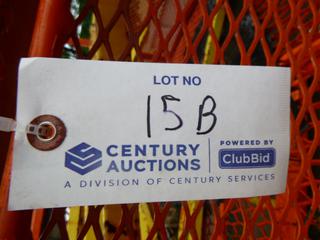 LOT NO
15B
CENTURY AUCTIONS
POWERED BY
ClubBid
A DIVISION OF CENTURY SERVICES